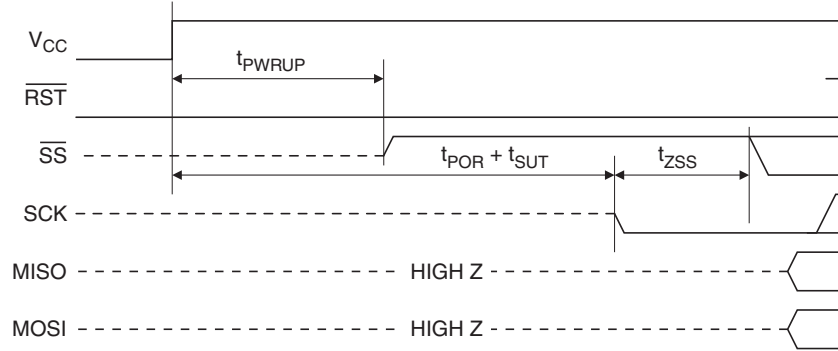 VCC
tPWRUP
RST
SS
tPOR + tSUT
tZSS
SCK
MISO HIGH Z
MOSI HIGH Z